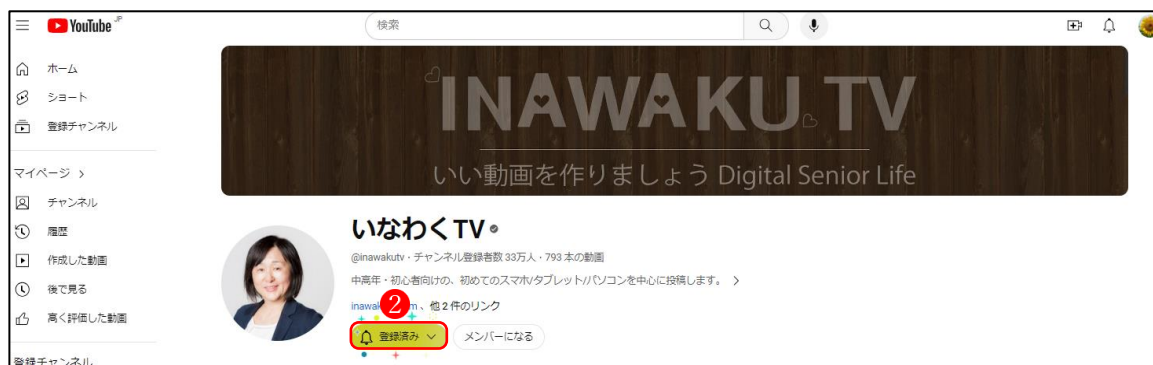 YouTube JP
検索
ホーム
ショート
登録チャンネル
マイページ
チャンネル
履歴
作成した動画
後で見る
高く評価した動画
登録チャンネル
INAWAKU TV
いい動画を作りましょう Digital Senior Life
いなわくTV
@inawakutv・チャンネル登録者数 33万人・793 本の動画
中高年・初心者向けの、初めてのスマホ/タブレット/パソコンを中心に投稿します。
、他 2 件のリンク
2
登録済み
メンバーになる